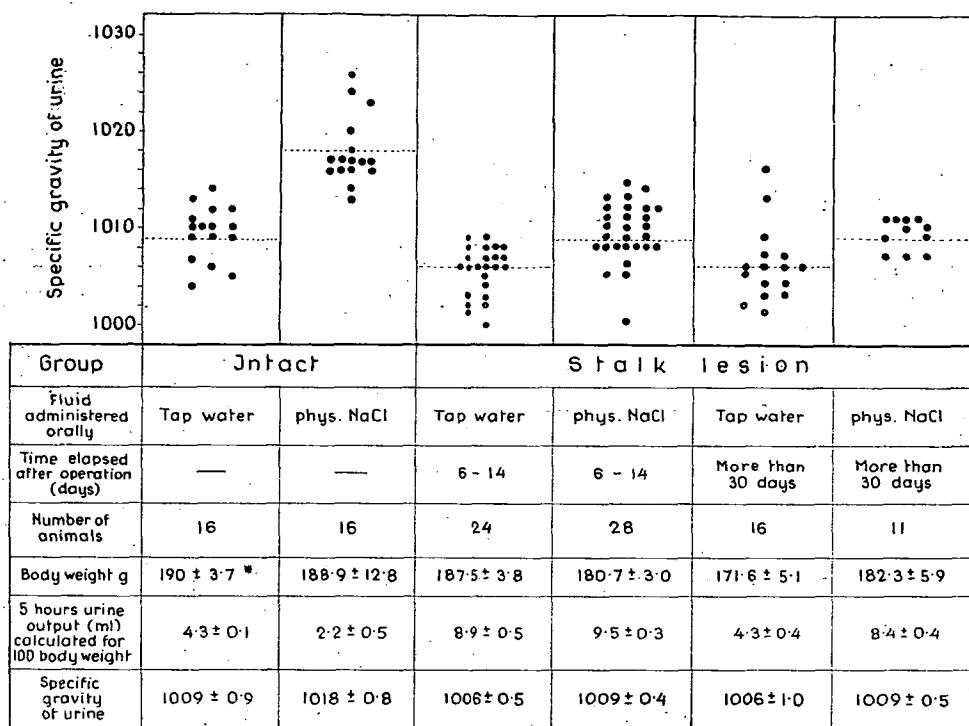 1030
1020
1010
1000
Specific gravity of urine
Group Intact Stalk lesion
Fluid administered orally Tap water phys. NaCl Tap water phys. NaCl Tap water phys. NaCl
Time elapsed after operation (days) — — 6 - 14 6 - 14 More than 30 days More than 30 days
Number of animals 16 16 24 28 16 11
Body weight g 190 ± 3·7 * 188·9 ± 12·8 187·5 ± 3·8 180·7 ± 3·0 171·6 ± 5·1 182·3 ± 5·9
5 hours urine output (ml) calculated for 100 body weight 4·3 ± 0·1 2·2 ± 0·5 8·9 ± 0·5 9·5 ± 0·3 4·3 ± 0·4 8·4 ± 0·4
Specific gravity of urine 1009 ± 0·9 1018 ± 0·8 1006 ± 0·5 1009 ± 0·4 1006 ± 1·0 1009 ± 0·5